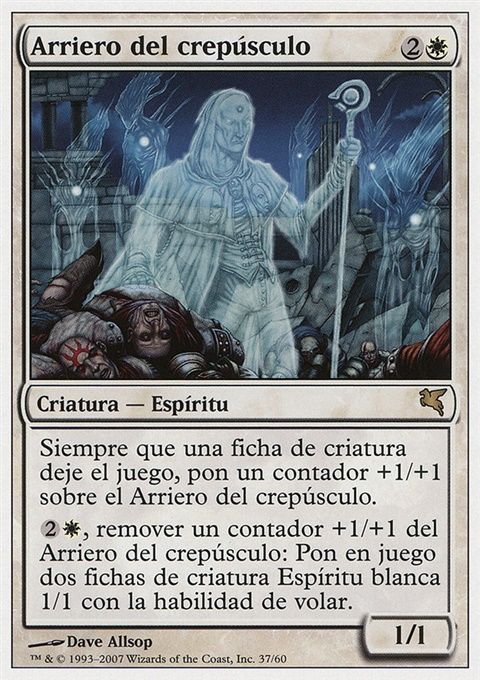 Arriero del crepúsculo 2
Criatura — Espíritu
Siempre que una ficha de criatura
deje el juego, pon un contador +1/+1
sobre el Arriero del crepúsculo.
2, remover un contador +1/+1 del
Arriero del crepúsculo: Pon en juego
dos fichas de criatura Espíritu blanca
1/1 con la habilidad de volar.
Dave Allsop
1/1
™ & © 1993–2007 Wizards of the Coast, Inc. 37/60